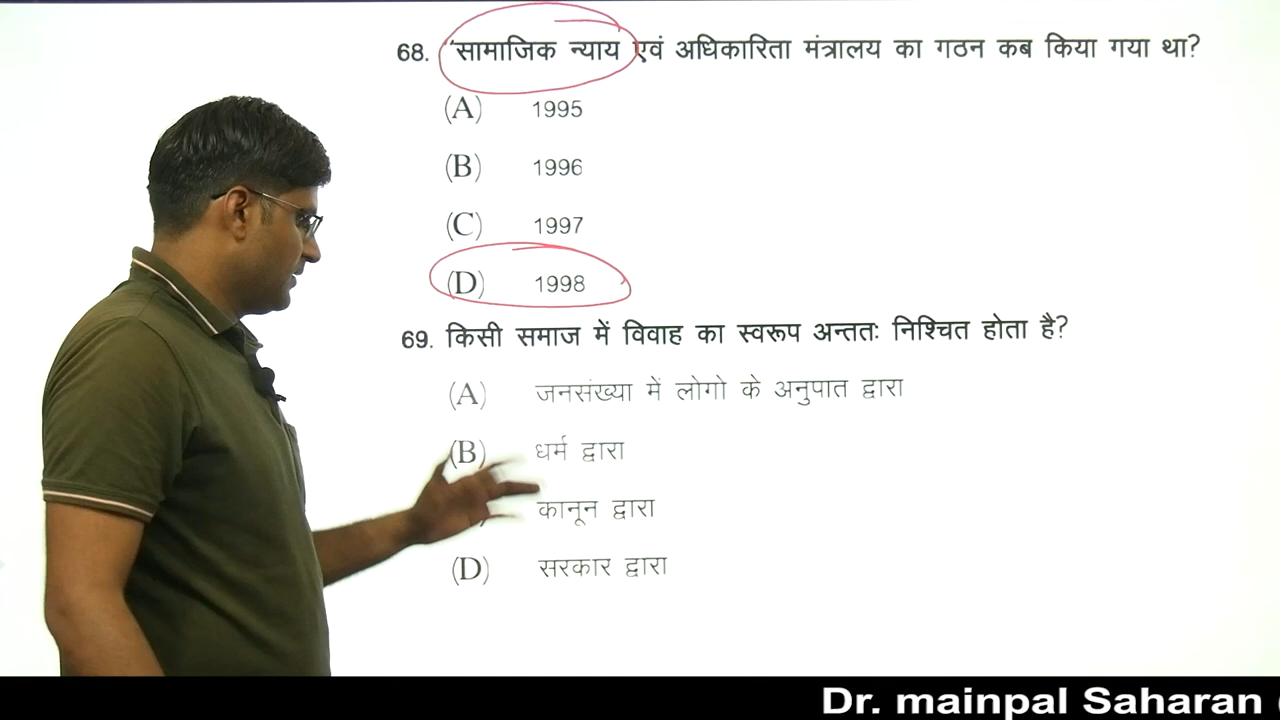 68. "सामाजिक न्याय एवं अधिकारिता मंत्रालय का गठन कब किया गया था?
(A) 1995
(B) 1996
(C) 1997
(D) 1998
69. किसी समाज में विवाह का स्वरूप अन्ततः निश्चित होता है?
(A) जनसंख्या में लोगो के अनुपात द्वारा
(B) धर्म द्वारा
कानून द्वारा
(D) सरकार द्वारा
Dr. mainpal Saharan